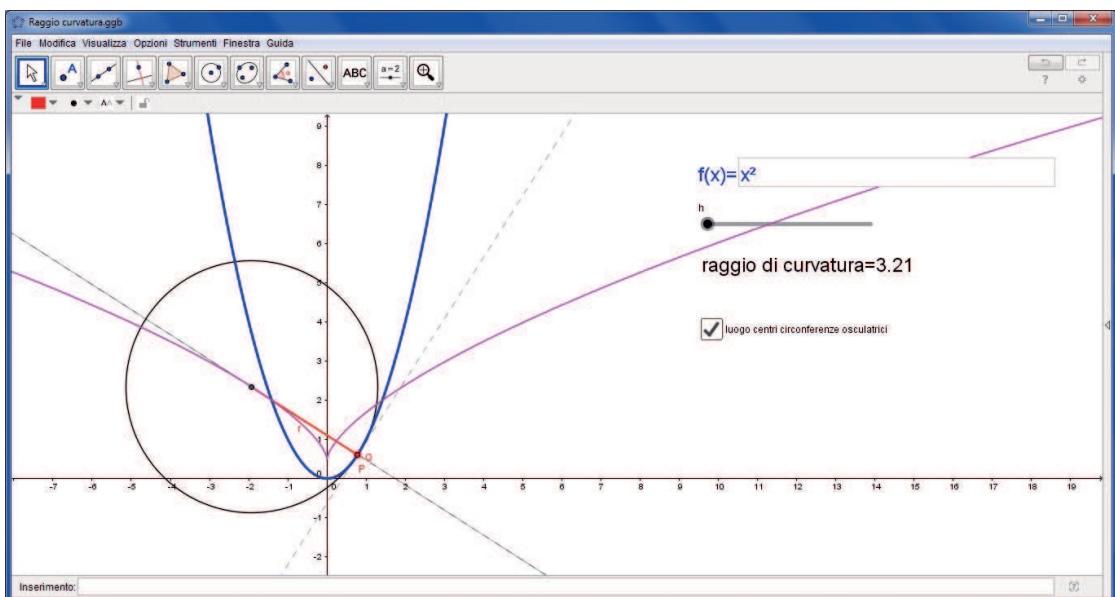 Raggio curvatura.ggb
File Modifica Visualizza Opzioni Strumenti Finestra Guida
A ABC a=2
AA ?
9
8
f(x)= x²
7
h
6
raggio di curvatura=3.21
5
4
luogo centri circonferenze osculatrici
3
2
r 1 Q
P
0
-7 -6 -5 -4 -3 -2 -1 0 1 2 3 4 5 6 7 8 9 10 11 12 13 14 15 16 17 18 19
-1
-2
Inserimento: